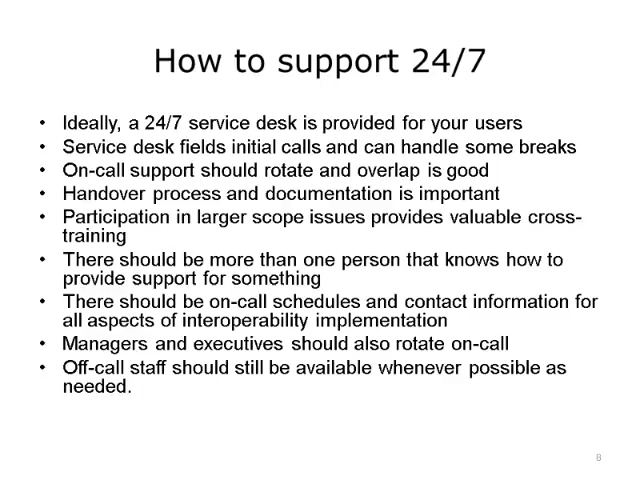 How to support 24/7
• Ideally, a 24/7 service desk is provided for your users
• Service desk fields initial calls and can handle some breaks
• On-call support should rotate and overlap is good
• Handover process and documentation is important
• Participation in larger scope issues provides valuable cross-
training
• There should be more than one person that knows how to
provide support for something
• There should be on-call schedules and contact information for
all aspects of interoperability implementation
• Managers and executives should also rotate on-call
• Off-call staff should still be available whenever possible as
needed.
8